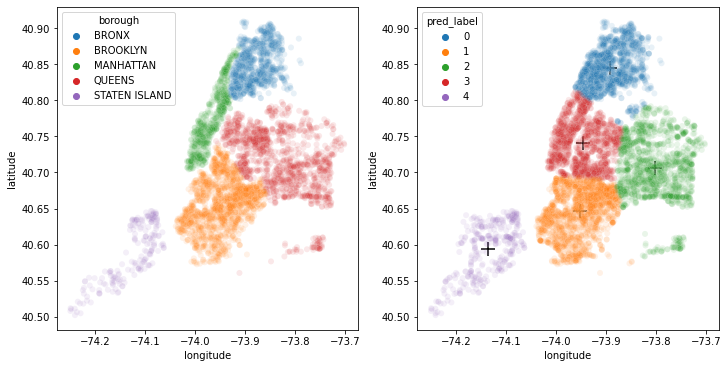 borough
BRONX
BROOKLYN
MANHATTAN
QUEENS
STATEN ISLAND
40.90
40.85
40.80
40.75
40.70
40.65
40.60
40.55
40.50
latitude
−74.2 −74.1 −74.0 −73.9 −73.8 −73.7
longitude
pred_label
0
1
2
3
4
40.90
40.85
40.80
40.75
40.70
40.65
40.60
40.55
40.50
latitude
−74.2 −74.1 −74.0 −73.9 −73.8 −73.7
longitude